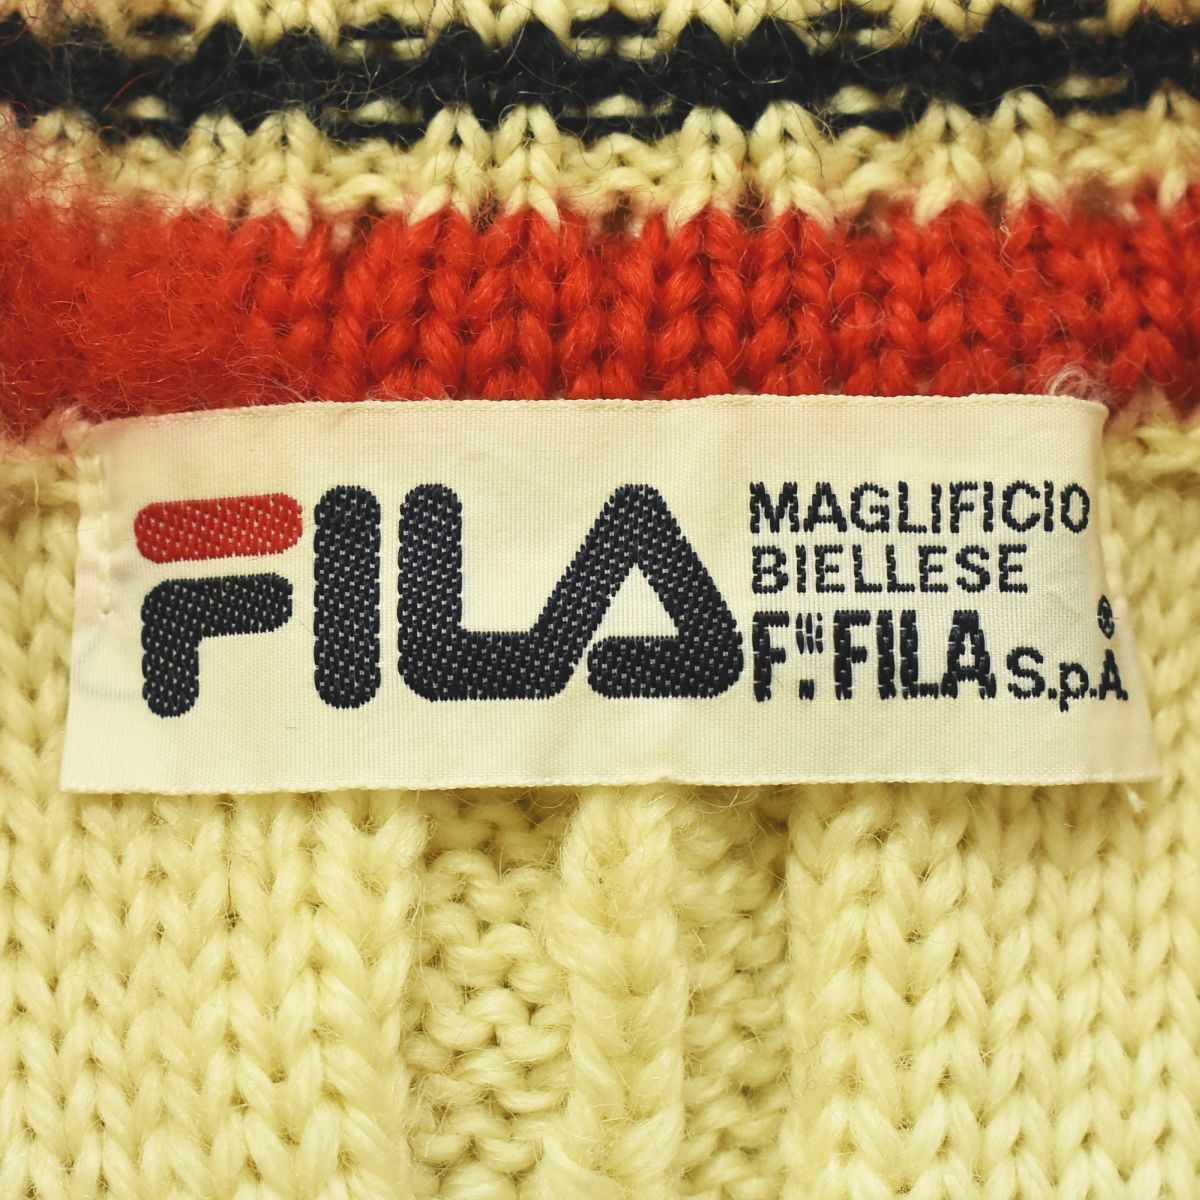 FILA
MAGLIFICIO
BIELLESE
F.lli FILA S.p.A
®